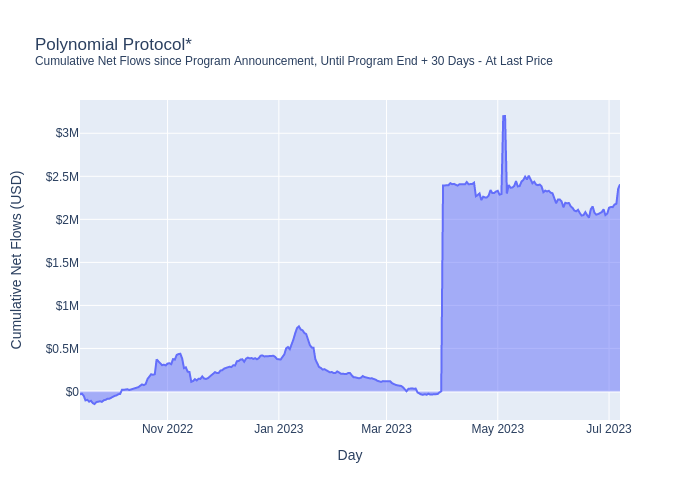 Polynomial Protocol*
Cumulative Net Flows since Program Announcement, Until Program End + 30 Days - At Last Price
Cumulative Net Flows (USD)
$3M
$2.5M
$2M
$1.5M
$1M
$0.5M
$0
Nov 2022
Jan 2023
Mar 2023
May 2023
Jul 2023
Day